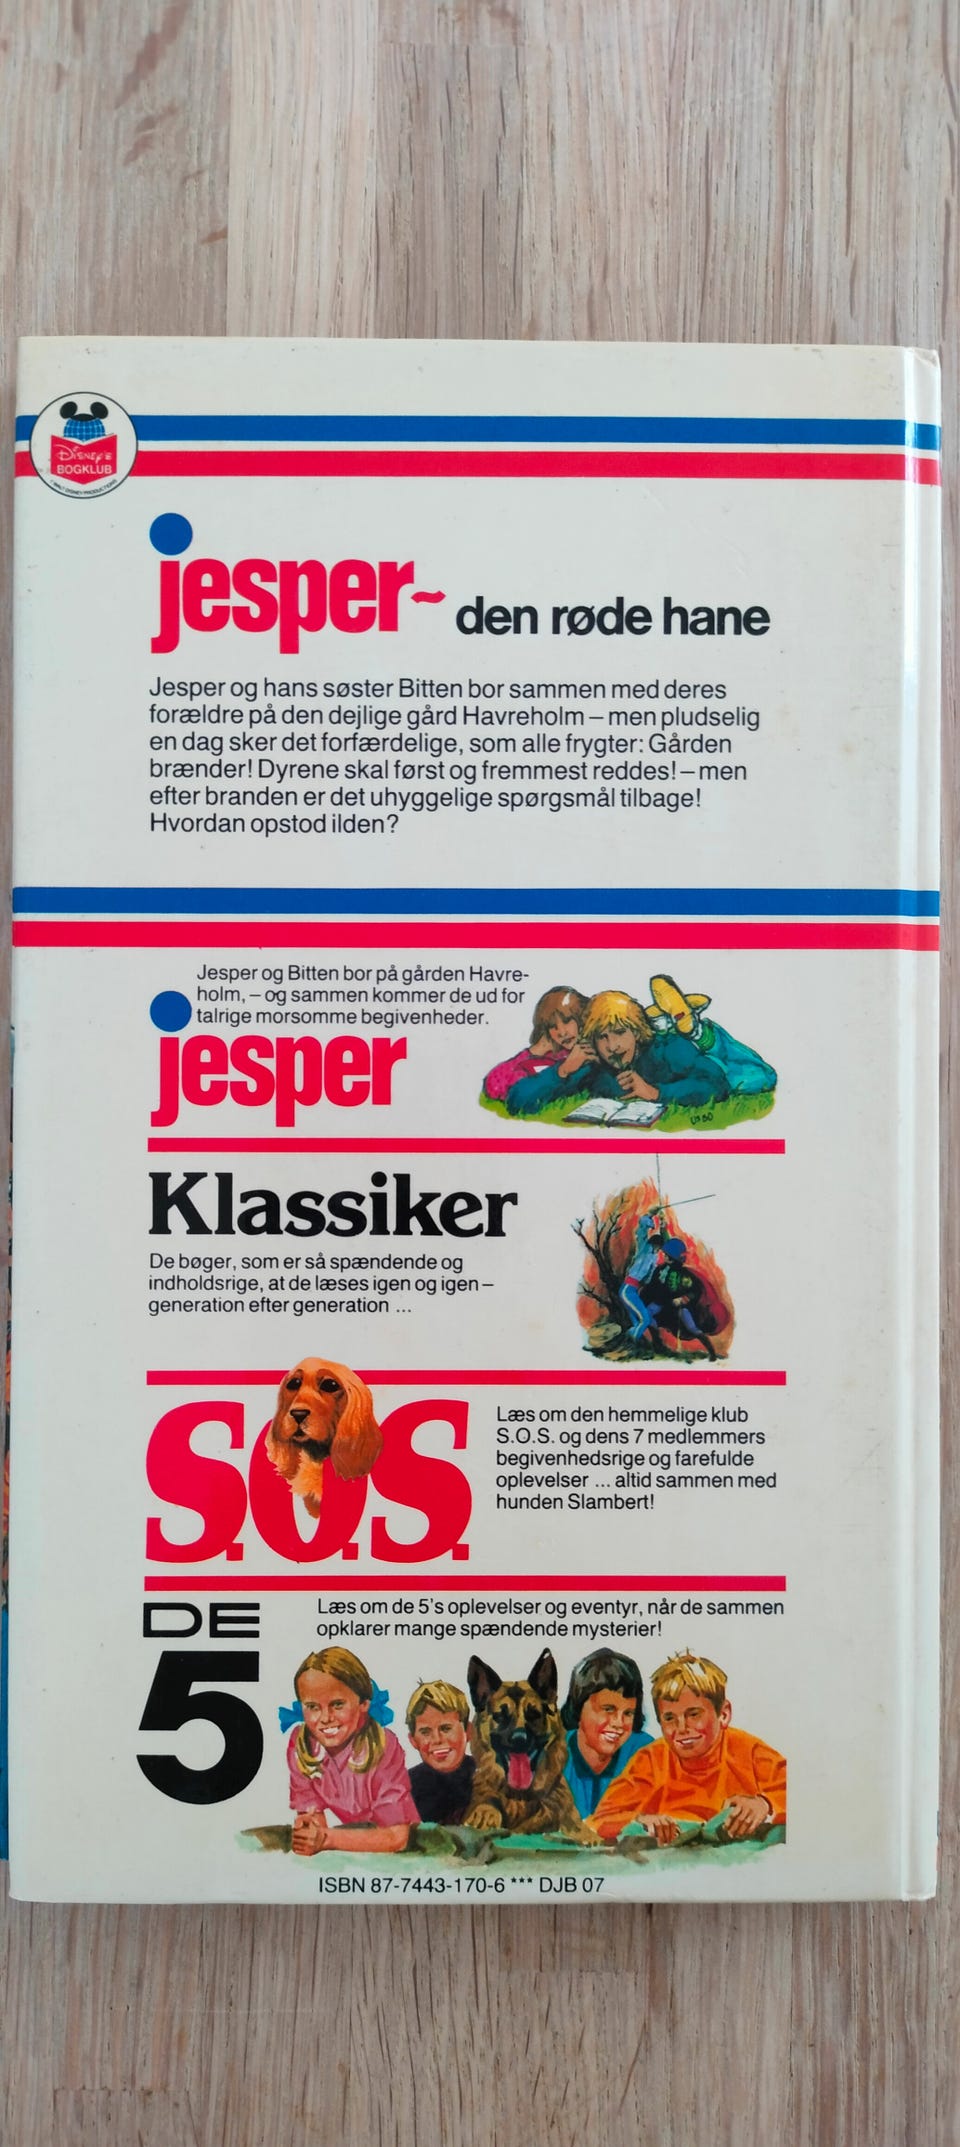 Disney's
BOGKLUB
© WALT DISNEY PRODUCTIONS
jesper-
den røde hane
Jesper og hans søster Bitten bor sammen med deres
forældre på den dejlige gård Havreholm – men pludselig
en dag sker det forfærdelige, som alle frygter: Gården
brænder! Dyrene skal først og fremmest reddes! – men
efter branden er det uhyggelige spørgsmål tilbage!
Hvordan opstod ilden?
Jesper og Bitten bor på gården Havre-
holm, – og sammen kommer de ud for
talrige morsomme begivenheder.
jesper
Klassiker
De bøger, som er så spændende og
indholdsrige, at de læses igen og igen –
generation efter generation ...
S.O.S.
Læs om den hemmelige klub
S.O.S. og dens 7 medlemmers
begivenhedsrige og farefulde
oplevelser ... altid sammen med
hunden Slambert!
DE
5
Læs om de 5's oplevelser og eventyr, når de sammen
opklarer mange spændende mysterier!
ISBN 87-7443-170-6 *** DJB 07